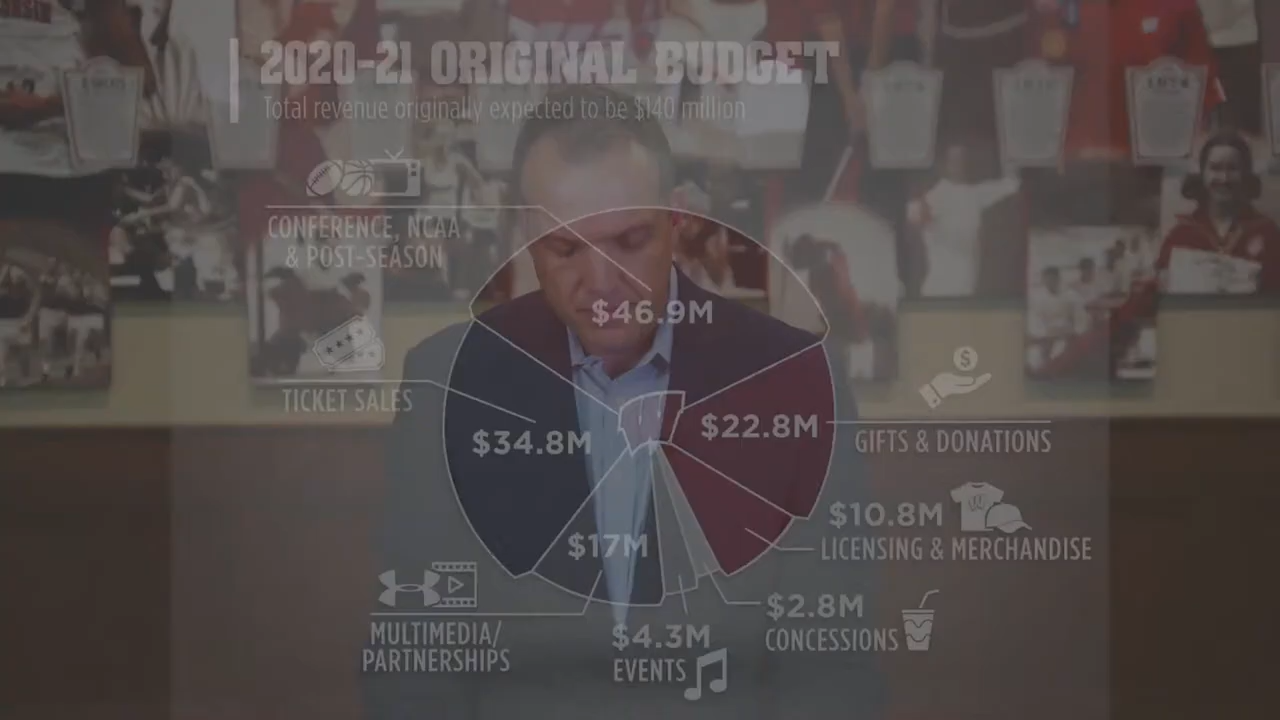 2020-21 ORIGINAL BUDGET
Total revenue originally expected to be $140 million
CONFERENCE, NCAA
& POST-SEASON
$46.9M
TICKET SALES
$34.8M
$22.8M
GIFTS & DONATIONS
$10.8M
LICENSING & MERCHANDISE
$17M
MULTIMEDIA/
PARTNERSHIPS
$4.3M
EVENTS
$2.8M
CONCESSIONS
W
1974